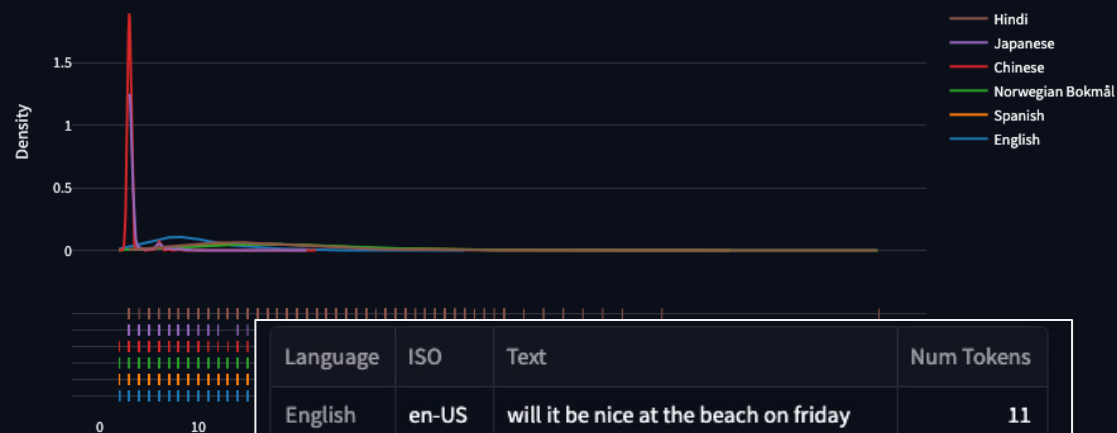 Hindi
Japanese
Chinese
Norwegian Bokmål
Spanish
English
Density
1.5
1
0.5
0
0
10
Language ISO Text Num Tokens
English en-US will it be nice at the beach on friday 11